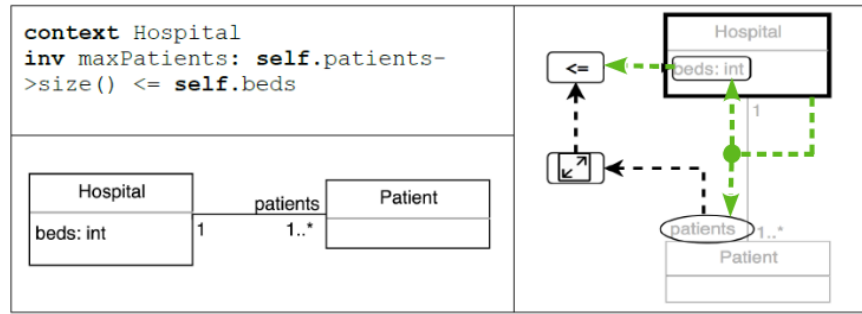 context Hospital
inv maxPatients: self.patients-
>size() <= self.beds
Hospital
beds: int
1
patients
1..*
Patient
Hospital
beds: int
<=
1
patients
1..*
Patient